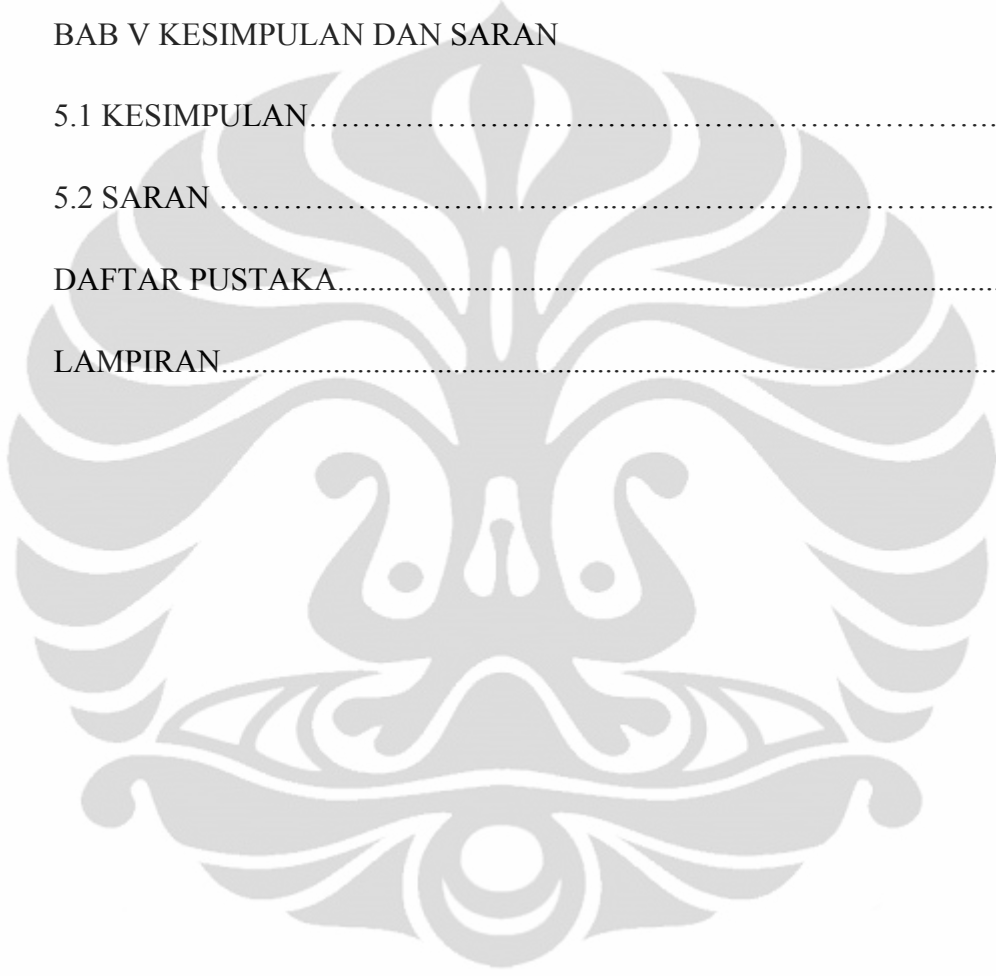 BAB V KESIMPULAN DAN SARAN
5.1 KESIMPULAN…………………………………………………………………..
5.2 SARAN …………………………………..……………………………...
DAFTAR PUSTAKA..........................................................................
LAMPIRAN.......................................................................................